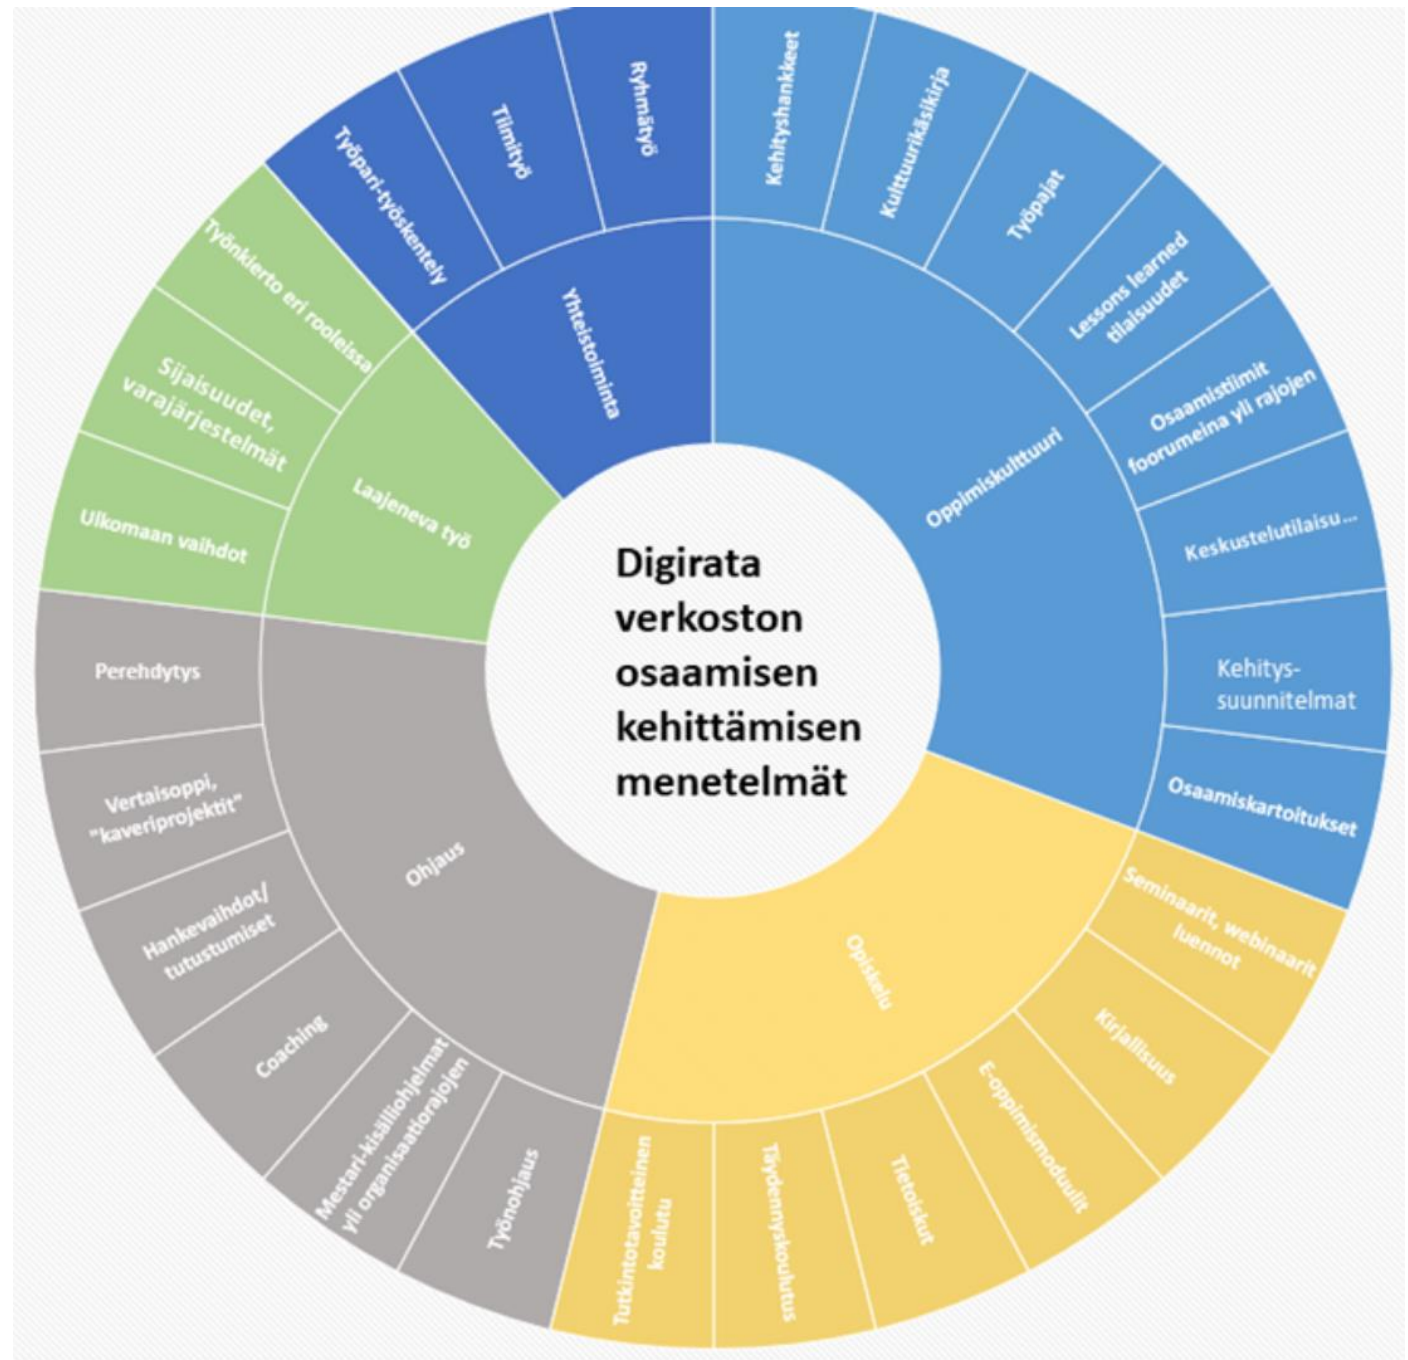 Digirata
verkoston
osaamisen
kehittämisen
menetelmät
Oppimiskulttuuri
Kehityshankkeet
Kulttuurikäsikirja
Työpajat
Lessons learned
tilaisuudet
Osaamistiimit
foorumeina yli rajojen
Keskustelutilaisu...
Kehitys-
suunnitelmat
Osaamiskartoitukset
Opiskelu
Seminaarit, webinaarit
luennot
Kirjallisuus
E-oppimismoduulit
Tietoiskut
Täydennyskoulutus
Tutkintotavoitteinen
koulutu
Ohjaus
Työnohjaus
Mestari-kisälliohjelmat
yli organisaatiorajojen
Coaching
Hankevaihdot/
tutustumiset
Vertaisoppi,
"kaveriprojektit"
Perehdytys
Laajeneva työ
Ulkomaan vaihdot
Sijaisuudet,
varajärjestelmät
Työnkierto eri rooleissa
Yhteistoiminta
Työpari-työskentely
Tiimityö
Ryhmätyö